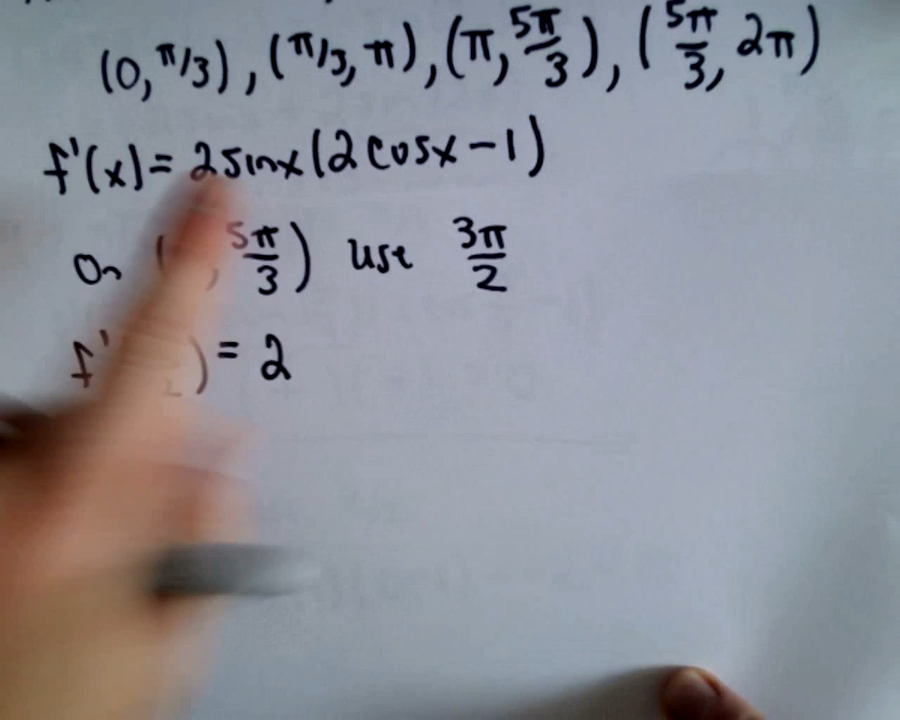 (0, π/3), (π/3, π), (π, 5π/3), (5π/3, 2π)
f'(x) = 2sinx(2cosx-1)
On ( , 5π/3) use 3π/2
f' ) = 2